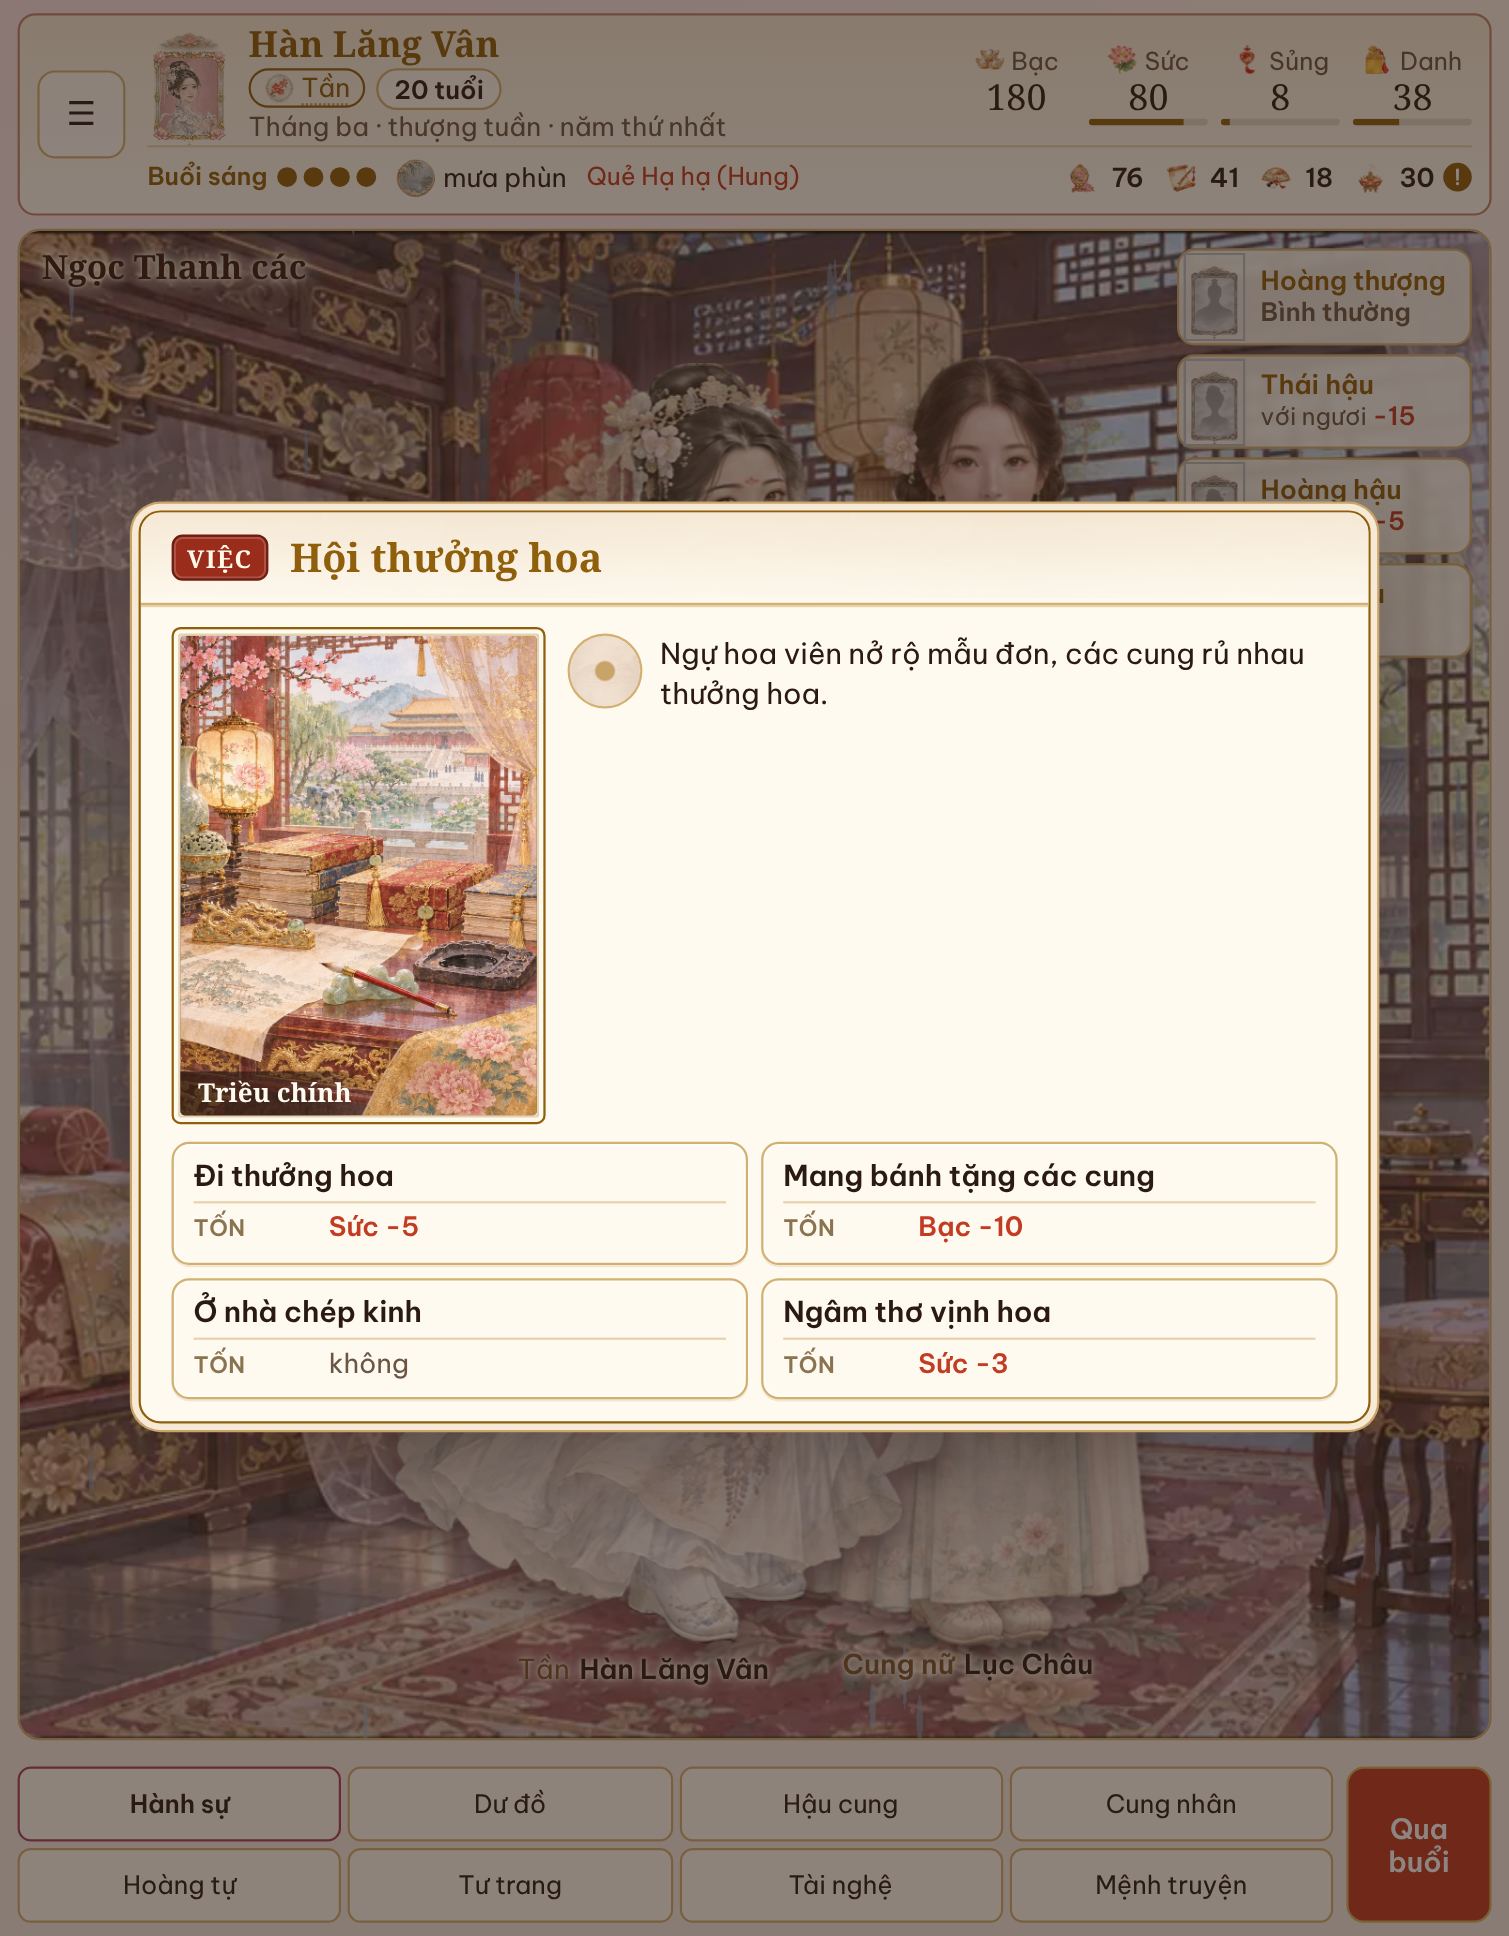 Hàn Lăng Vân
Tần
20 tuổi
Tháng ba · thượng tuần · năm thứ nhất
Bạc
180
Sức
80
Sủng
8
Danh
38
Buổi sáng
mưa phùn
Quẻ Hạ hạ (Hung)
76
41
18
30
!
Ngọc Thanh các
Hoàng thượng
Bình thường
Thái hậu
với ngươi -15
Hoàng hậu
-5
VIỆC
Hội thưởng hoa
Ngự hoa viên nở rộ mẫu đơn, các cung rủ nhau
thưởng hoa.
Triều chính
Đi thưởng hoa
TỐN Sức -5
Mang bánh tặng các cung
TỐN Bạc -10
Ở nhà chép kinh
TỐN không
Ngâm thơ vịnh hoa
TỐN Sức -3
Tần Hàn Lăng Vân
Cung nữ Lục Châu
Hành sự
Dư đồ
Hậu cung
Cung nhân
Hoàng tự
Tư trang
Tài nghệ
Mệnh truyện
Qua
buổi